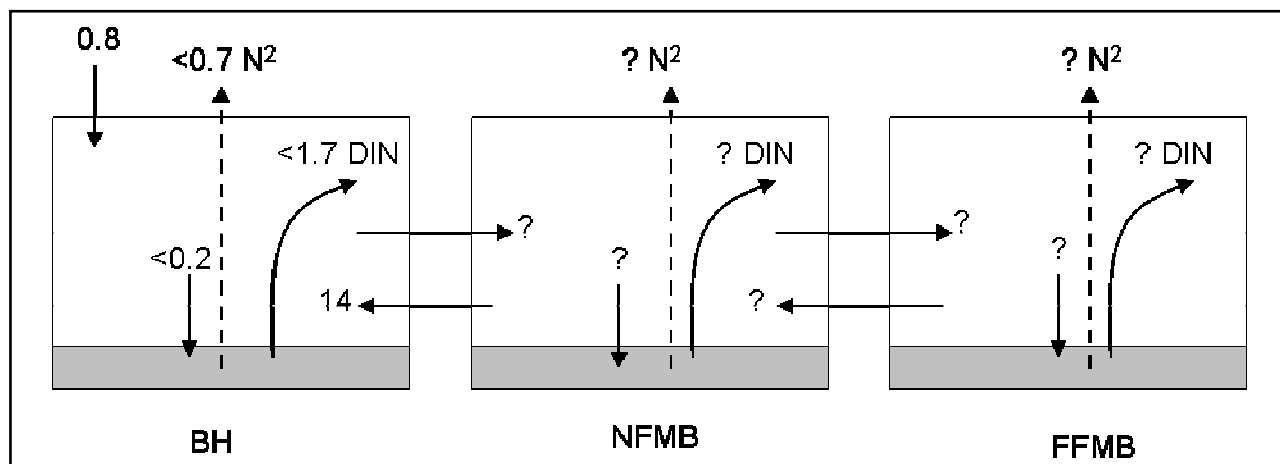 0.8
<0.7 N²
? N²
? N²
<1.7 DIN
? DIN
? DIN
<0.2
?
?
?
?
14
?
BH
NFMB
FFMB